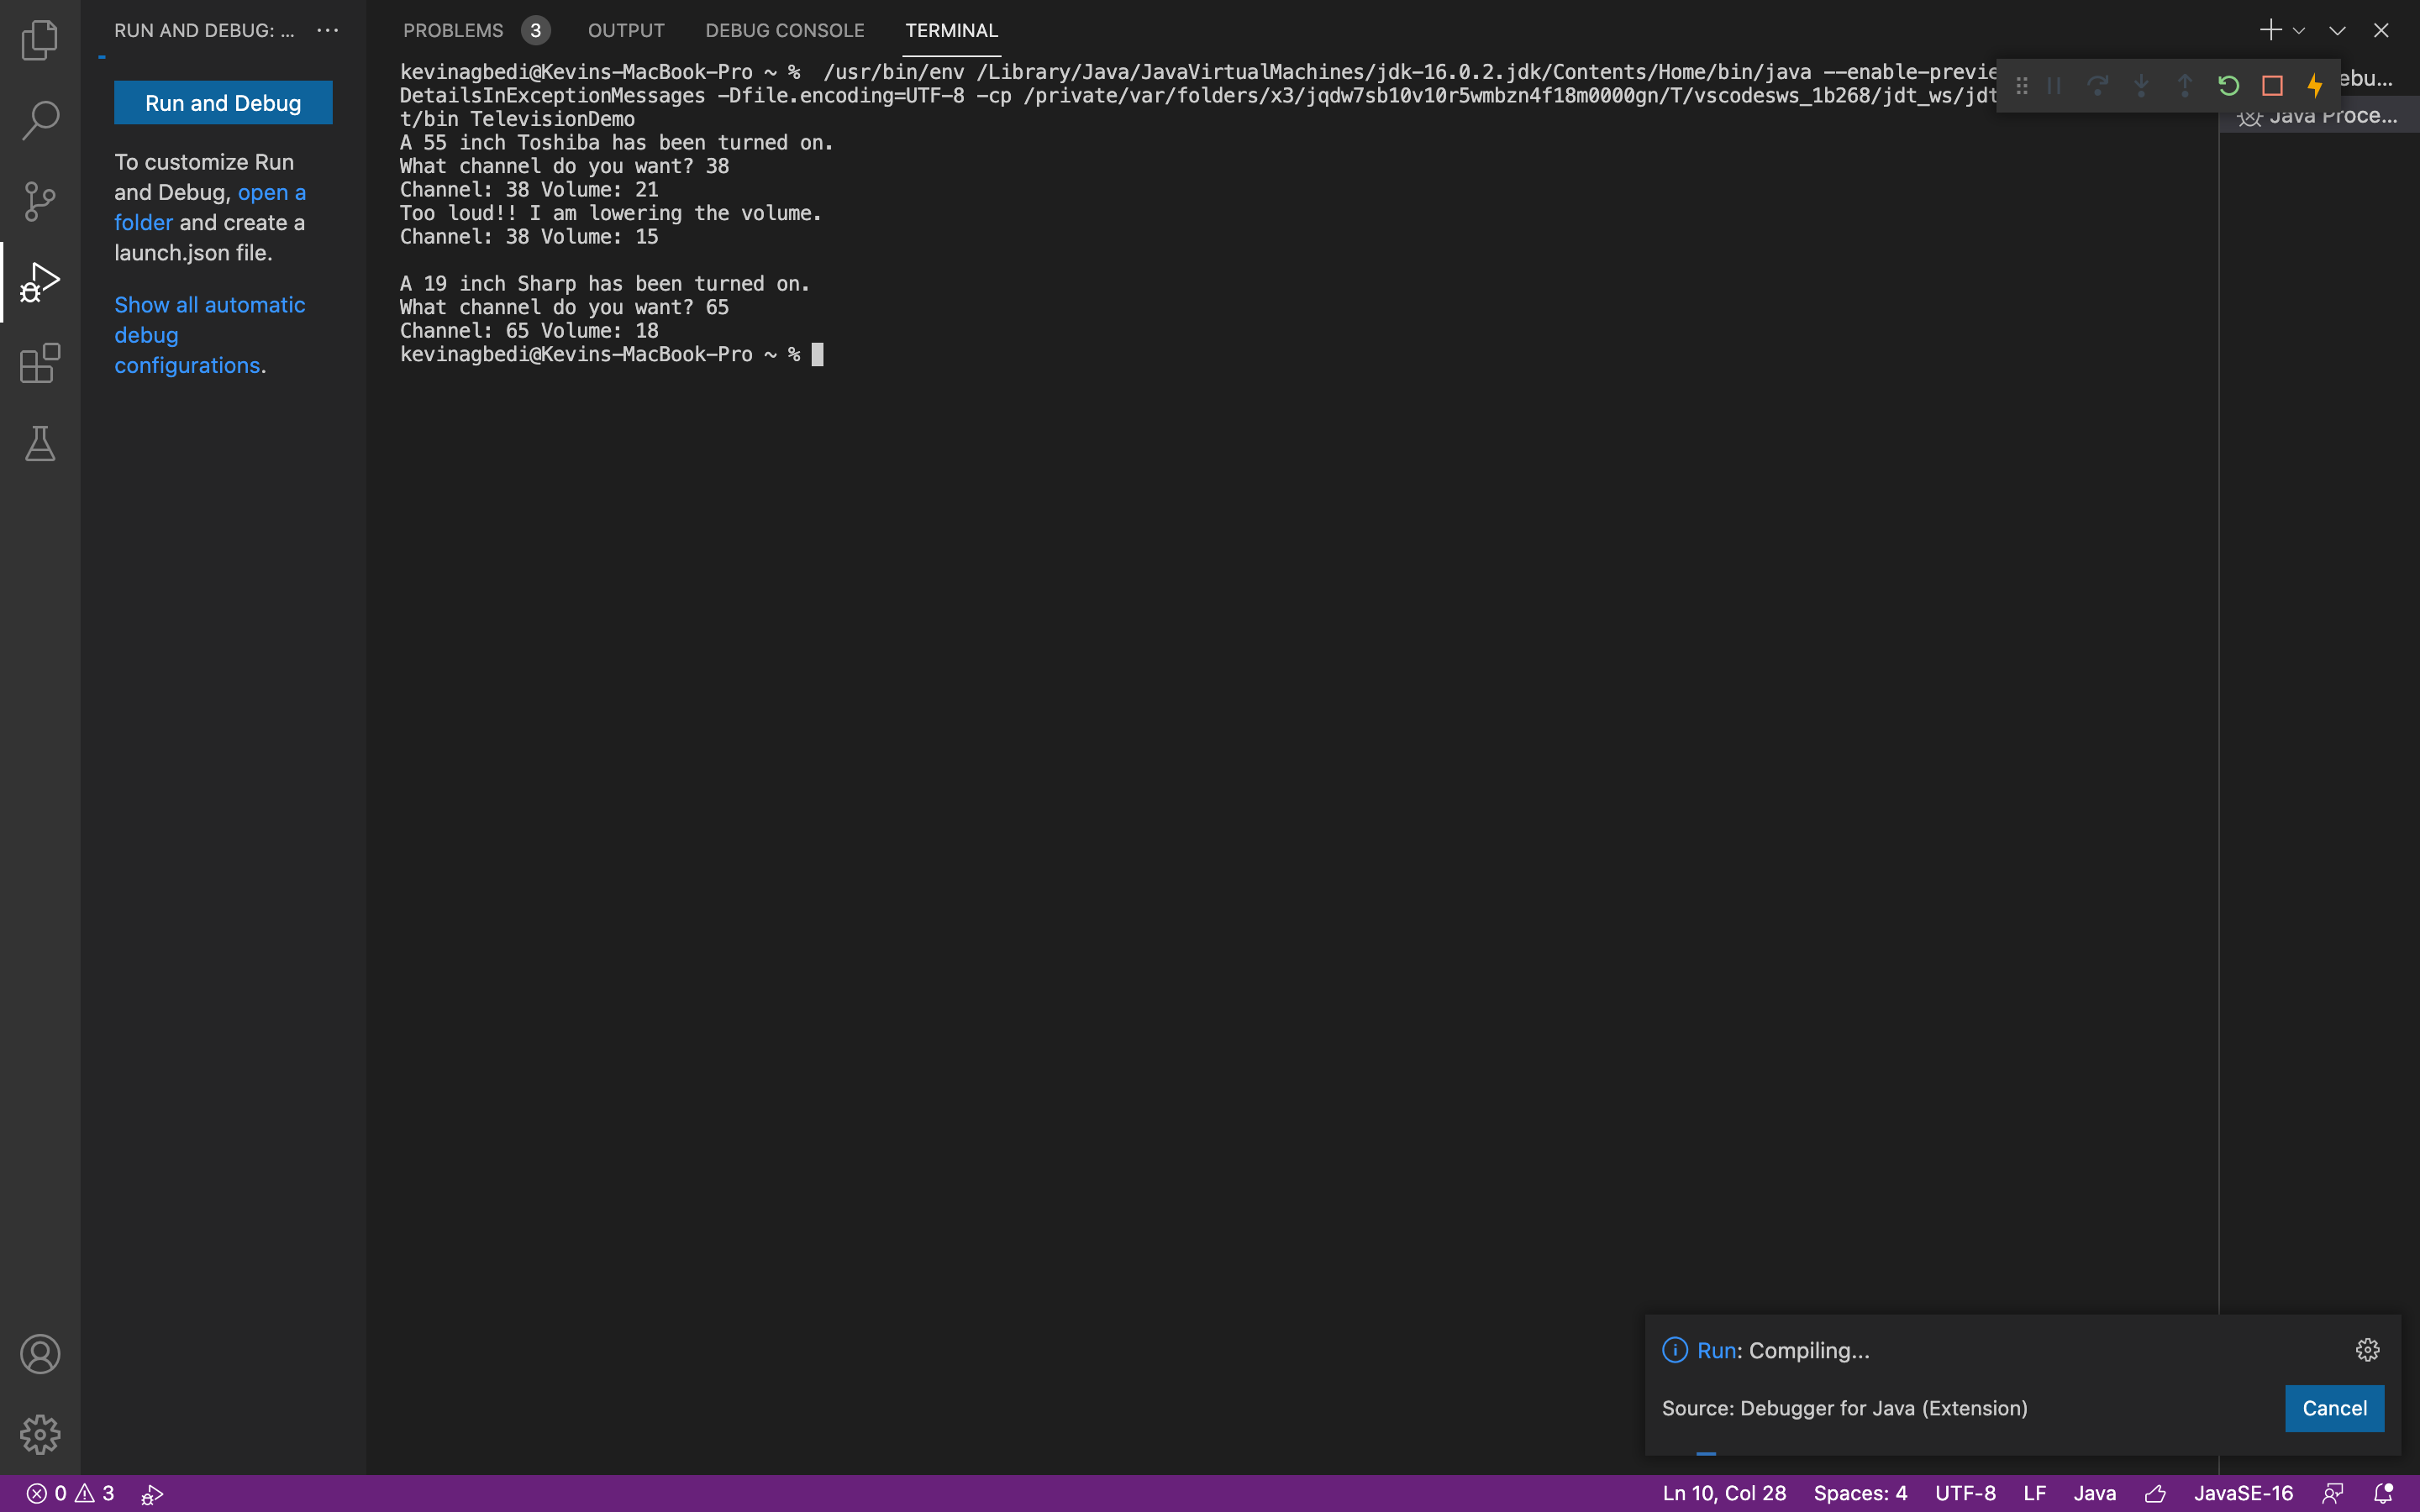 RUN AND DEBUG: ...
Run and Debug
To customize Run
and Debug, open a
folder and create a
launch.json file.
Show all automatic
debug
configurations.
PROBLEMS 3 OUTPUT DEBUG CONSOLE TERMINAL
kevinagbedi@Kevins-MacBook-Pro ~ %  /usr/bin/env /Library/Java/JavaVirtualMachines/jdk-16.0.2.jdk/Contents/Home/bin/java --enable-previe
DetailsInExceptionMessages -Dfile.encoding=UTF-8 -cp /private/var/folders/x3/jqdw7sb10v10r5wmbzn4f18m0000gn/T/vscodesws_1b268/jdt_ws/jdt
t/bin TelevisionDemo
A 55 inch Toshiba has been turned on.
What channel do you want? 38
Channel: 38 Volume: 21
Too loud!! I am lowering the volume.
Channel: 38 Volume: 15
A 19 inch Sharp has been turned on.
What channel do you want? 65
Channel: 65 Volume: 18
kevinagbedi@Kevins-MacBook-Pro ~ %
ebu...
Java Proce...
Run: Compiling...
Source: Debugger for Java (Extension)
Cancel
0 3
Ln 10, Col 28 Spaces: 4 UTF-8 LF Java JavaSE-16